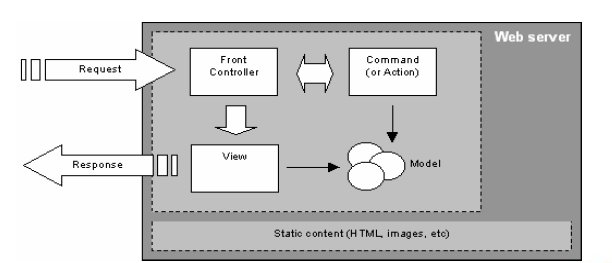 Web server
Request
Front
Controller
Command
(or Action)
Response
View
Model
Static content (HTML, images, etc)